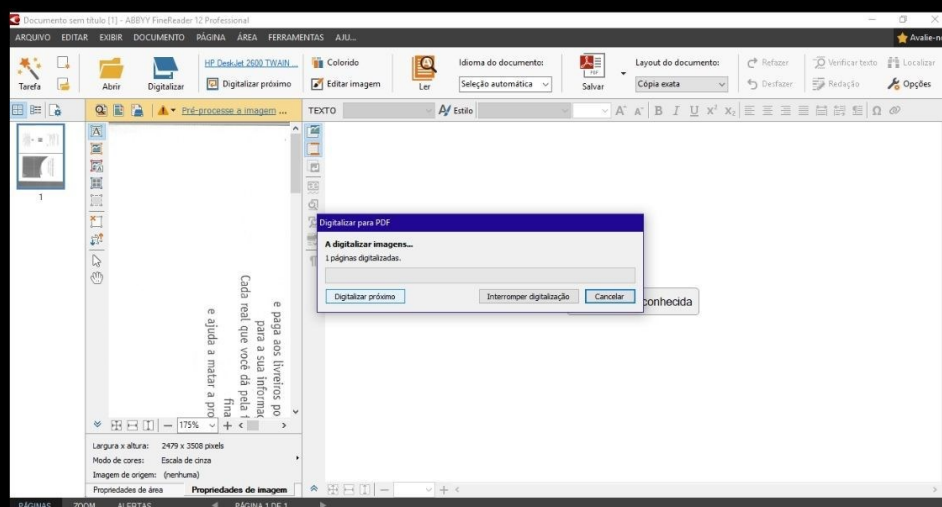 Documento sem título [1] - ABBYY FineReader 12 Professional
ARQUIVO EDITAR EXIBIR DOCUMENTO PÁGINA ÁREA FERRAMENTAS AJU...
Avalie-n
Tarefa
Abrir
Digitalizar
HP DeskJet 2600 TWAIN ...
Digitalizar próximo
Colorido
Editar imagem
Ler
Idioma do documento:
Seleção automática
Salvar
Layout do documento:
Cópia exata
Refazer
Desfazer
Verificar texto
Redação
Localizar
Opções
Pré-processe a imagem ...
TEXTO
Estilo
1
e paga aos livreiros po
para a sua informaç
Cada real que você dá pela f
fina
e ajuda a matar a pro
Digitalizar para PDF
A digitalizar imagens...
1 páginas digitalizadas.
Digitalizar próximo
Interromper digitalização
Cancelar
conhecida
175%
Largura x altura: 2479 x 3508 pixels
Modo de cores: Escala de cinza
Imagem de origem: (nenhuma)
Propriedades de área
Propriedades de imagem
PÁGINAS ZOOM ALERTAS PÁGINA 1 DE 1